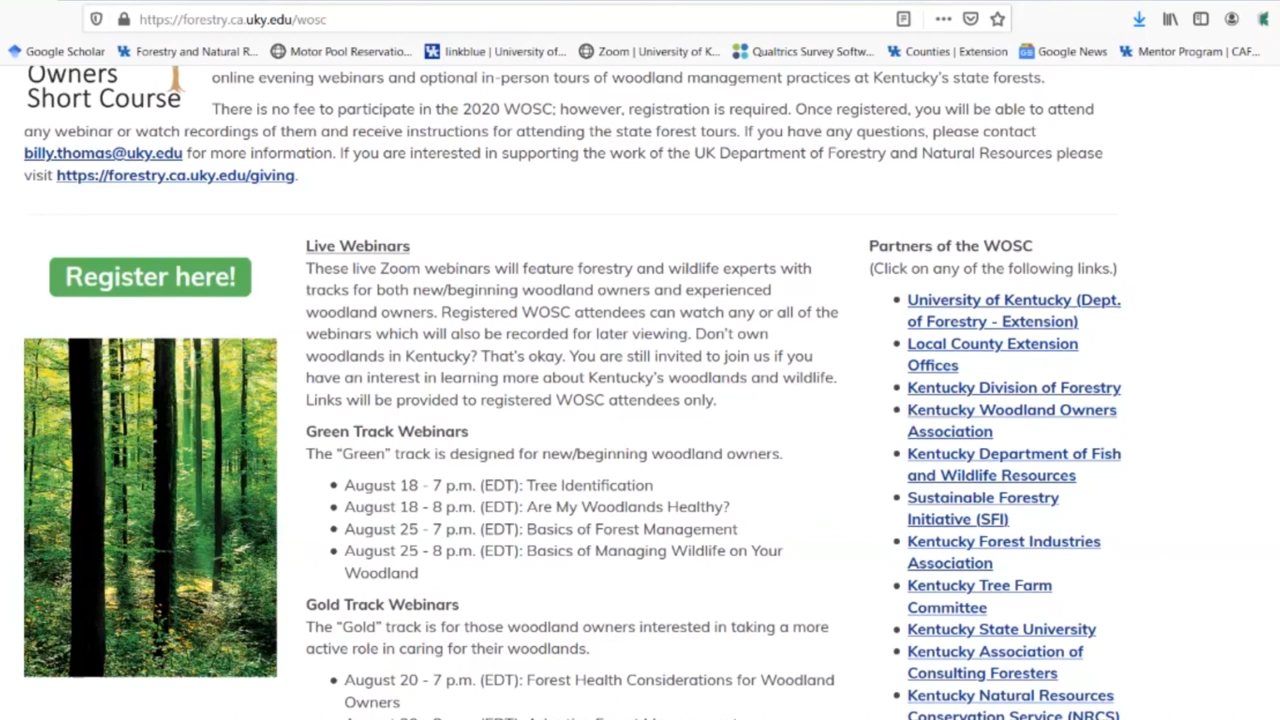 https://forestry.ca.uky.edu/wosc
Google Scholar
Forestry and Natural R...
Motor Pool Reservatio...
linkblue | University of...
Zoom | University of K...
Qualtrics Survey Softw...
Counties | Extension
Google News
Mentor Program | CAF...
Owners
Short Course
online evening webinars and optional in-person tours of woodland management practices at Kentucky's state forests.
There is no fee to participate in the 2020 WOSC; however, registration is required. Once registered, you will be able to attend
any webinar or watch recordings of them and receive instructions for attending the state forest tours. If you have any questions, please contact
billy.thomas@uky.edu for more information. If you are interested in supporting the work of the UK Department of Forestry and Natural Resources please
visit https://forestry.ca.uky.edu/giving.
Register here!
Live Webinars
These live Zoom webinars will feature forestry and wildlife experts with
tracks for both new/beginning woodland owners and experienced
woodland owners. Registered WOSC attendees can watch any or all of the
webinars which will also be recorded for later viewing. Don't own
woodlands in Kentucky? That's okay. You are still invited to join us if you
have an interest in learning more about Kentucky's woodlands and wildlife.
Links will be provided to registered WOSC attendees only.
Green Track Webinars
The "Green" track is designed for new/beginning woodland owners.
• August 18 - 7 p.m. (EDT): Tree Identification
• August 18 - 8 p.m. (EDT): Are My Woodlands Healthy?
• August 25 - 7 p.m. (EDT): Basics of Forest Management
• August 25 - 8 p.m. (EDT): Basics of Managing Wildlife on Your
Woodland
Gold Track Webinars
The "Gold" track is for those woodland owners interested in taking a more
active role in caring for their woodlands.
• August 20 - 7 p.m. (EDT): Forest Health Considerations for Woodland
Owners
Partners of the WOSC
(Click on any of the following links.)
• University of Kentucky (Dept.
of Forestry - Extension)
• Local County Extension
Offices
• Kentucky Division of Forestry
• Kentucky Woodland Owners
Association
• Kentucky Department of Fish
and Wildlife Resources
• Sustainable Forestry
Initiative (SFI)
• Kentucky Forest Industries
Association
• Kentucky Tree Farm
Committee
• Kentucky State University
• Kentucky Association of
Consulting Foresters
• Kentucky Natural Resources
Conservation Service (NRCS)